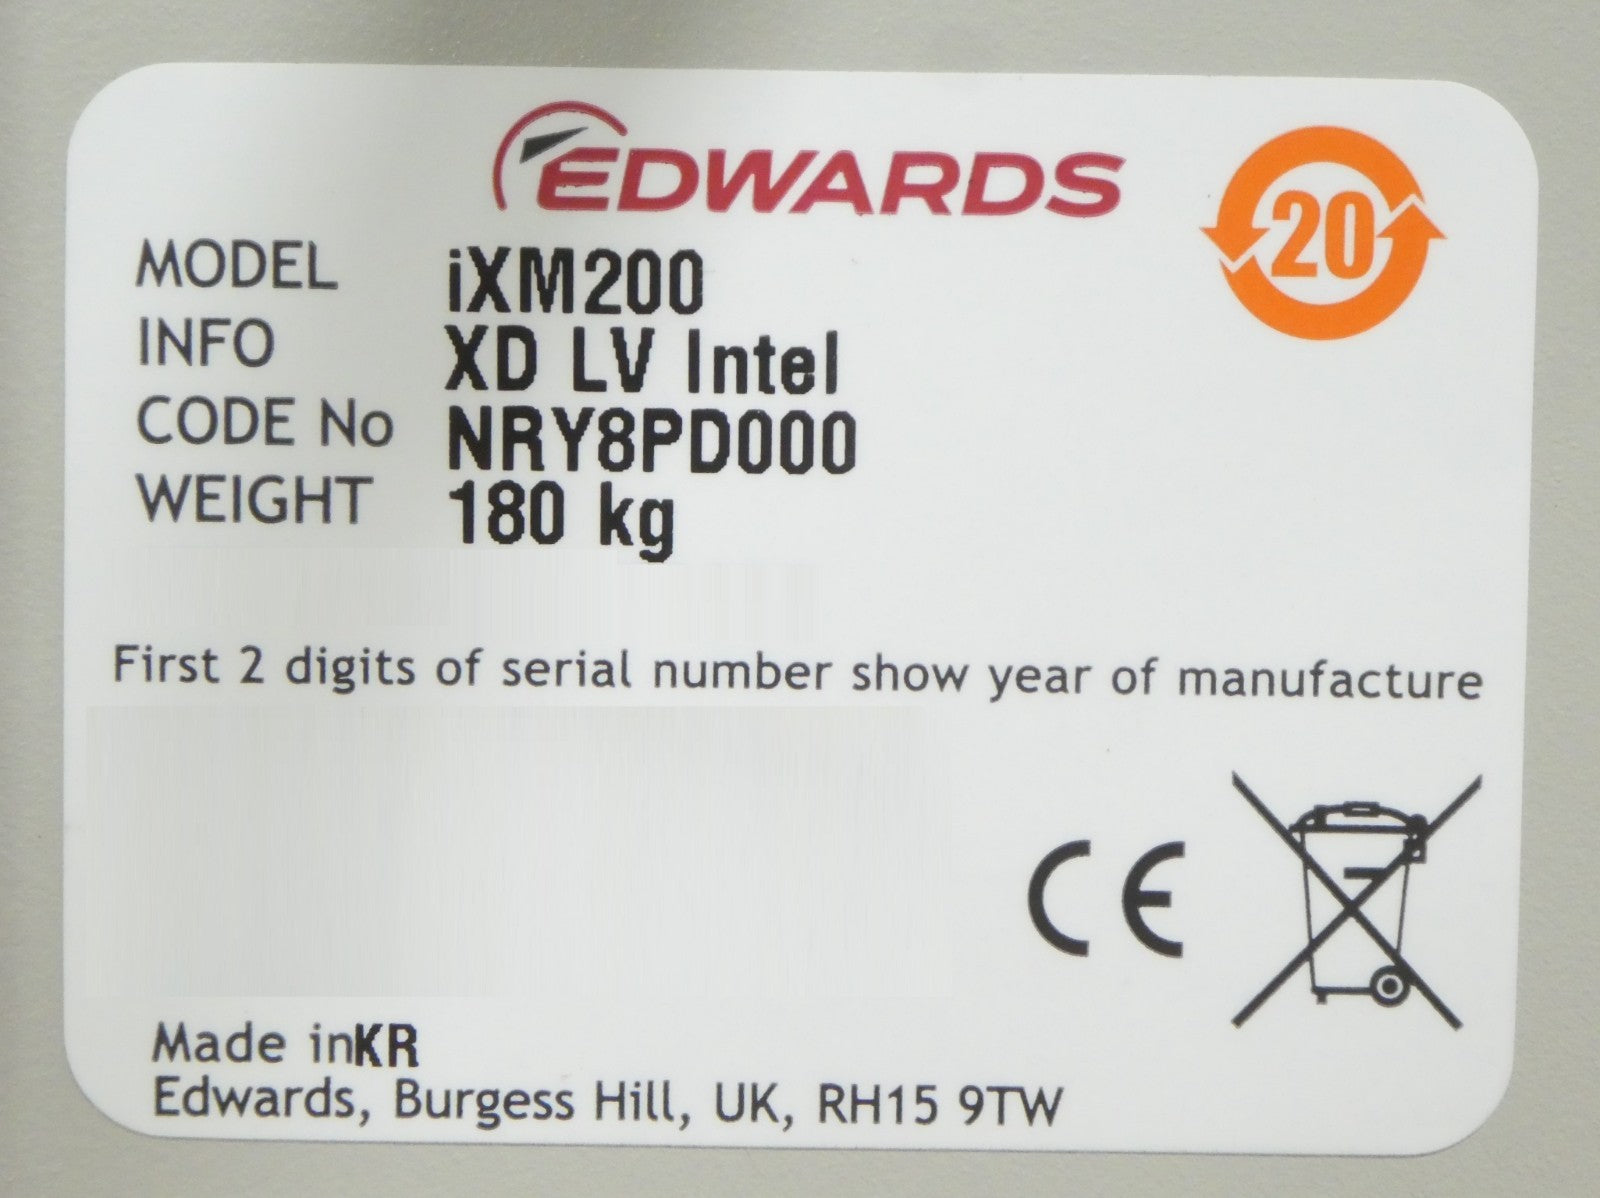 EDWARDS
20
MODEL iXM200
INFO XD LV Intel
CODE No NRY8PD000
WEIGHT 180 kg
First 2 digits of serial number show year of manufacture
CE
Made inKR
Edwards, Burgess Hill, UK, RH15 9TW